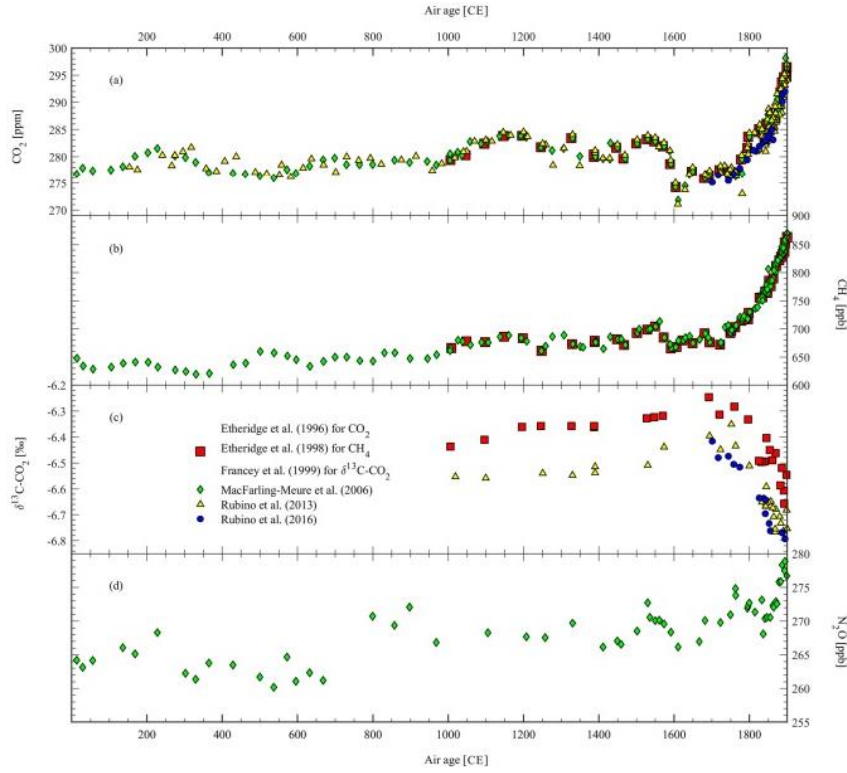 Air age [CE]
200 400 600 800 1000 1200 1400 1600 1800
300
295
290
285
280
275
270
CO₂ [ppm]
(a)
900
850
800
750
700
650
600
CH₄ [ppb]
(b)
-6.2
-6.3
-6.4
-6.5
-6.6
-6.7
-6.8
δ¹³C-CO₂ [‰]
(c)
Etheridge et al. (1996) for CO₂
Etheridge et al. (1998) for CH₄
Francey et al. (1999) for δ¹³C-CO₂
MacFarling-Meure et al. (2006)
Rubino et al. (2013)
Rubino et al. (2016)
280
275
270
265
260
255
N₂O [ppb]
(d)
200 400 600 800 1000 1200 1400 1600 1800
Air age [CE]